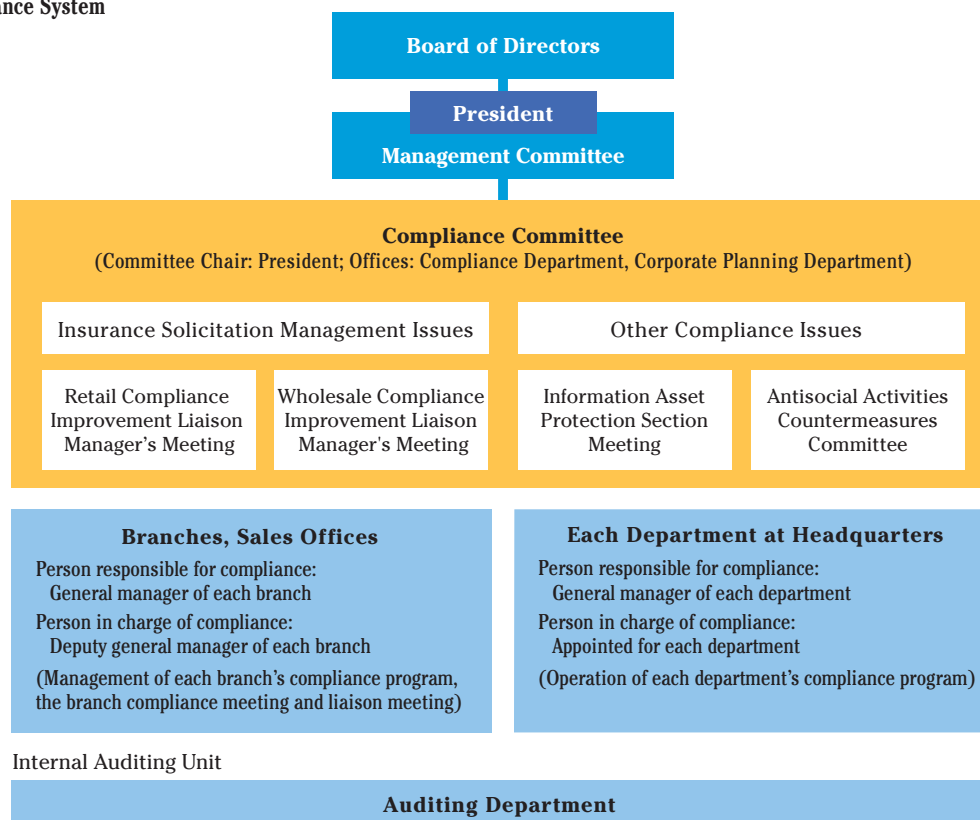 ance System
Board of Directors
President
Management Committee
Compliance Committee
(Committee Chair: President; Offices: Compliance Department, Corporate Planning Department)
Insurance Solicitation Management Issues
Other Compliance Issues
Retail Compliance
Improvement Liaison
Manager’s Meeting
Wholesale Compliance
Improvement Liaison
Manager's Meeting
Information Asset
Protection Section
Meeting
Antisocial Activities
Countermeasures
Committee
Branches, Sales Offices
Person responsible for compliance:
General manager of each branch
Person in charge of compliance:
Deputy general manager of each branch
(Management of each branch’s compliance program,
the branch compliance meeting and liaison meeting)
Each Department at Headquarters
Person responsible for compliance:
General manager of each department
Person in charge of compliance:
Appointed for each department
(Operation of each department’s compliance program)
Internal Auditing Unit
Auditing Department